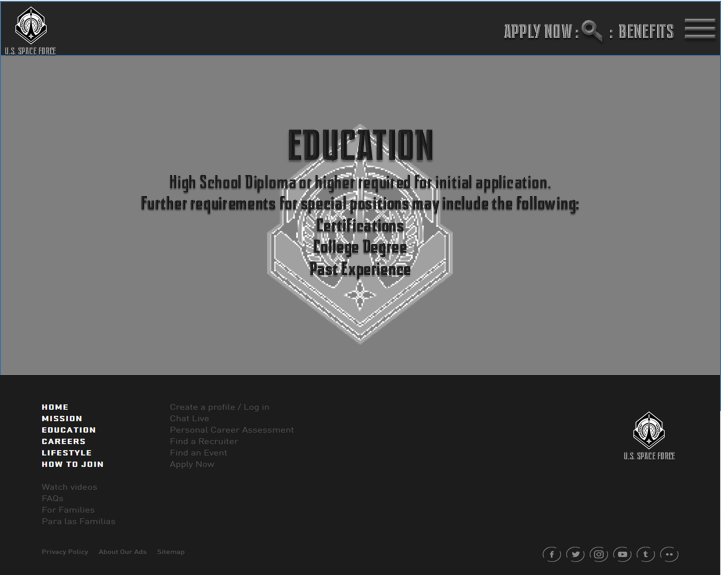 U.S. SPACE FORCE
APPLY NOW : : BENEFITS
EDUCATION
High School Diploma or higher required for initial application.
Further requirements for special positions may include the following:
Certifications
College Degree
Past Experience
HOME
MISSION
EDUCATION
CAREERS
LIFESTYLE
HOW TO JOIN
Watch videos
FAQs
For Families
Para las Familias
Create a profile / Log in
Chat Live
Personal Career Assessment
Find a Recruiter
Find an Event
Apply Now
U.S. SPACE FORCE
Privacy Policy About Our Ads Sitemap